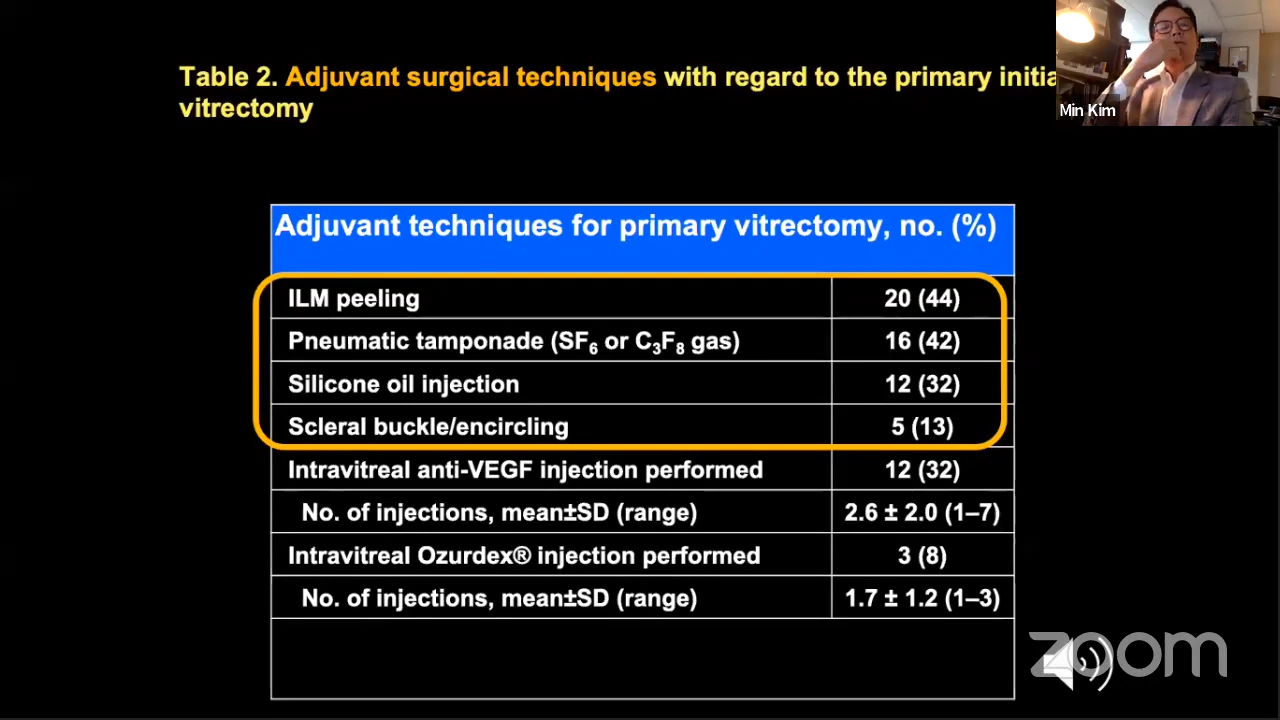 Table 2. Adjuvant surgical techniques with regard to the primary initia
vitrectomy
Min Kim
Adjuvant techniques for primary vitrectomy, no. (%)
ILM peeling 20 (44)
Pneumatic tamponade (SF₆ or C₃F₈ gas) 16 (42)
Silicone oil injection 12 (32)
Scleral buckle/encircling 5 (13)
Intravitreal anti-VEGF injection performed 12 (32)
No. of injections, mean±SD (range) 2.6 ± 2.0 (1–7)
Intravitreal Ozurdex® injection performed 3 (8)
No. of injections, mean±SD (range) 1.7 ± 1.2 (1–3)
zoom